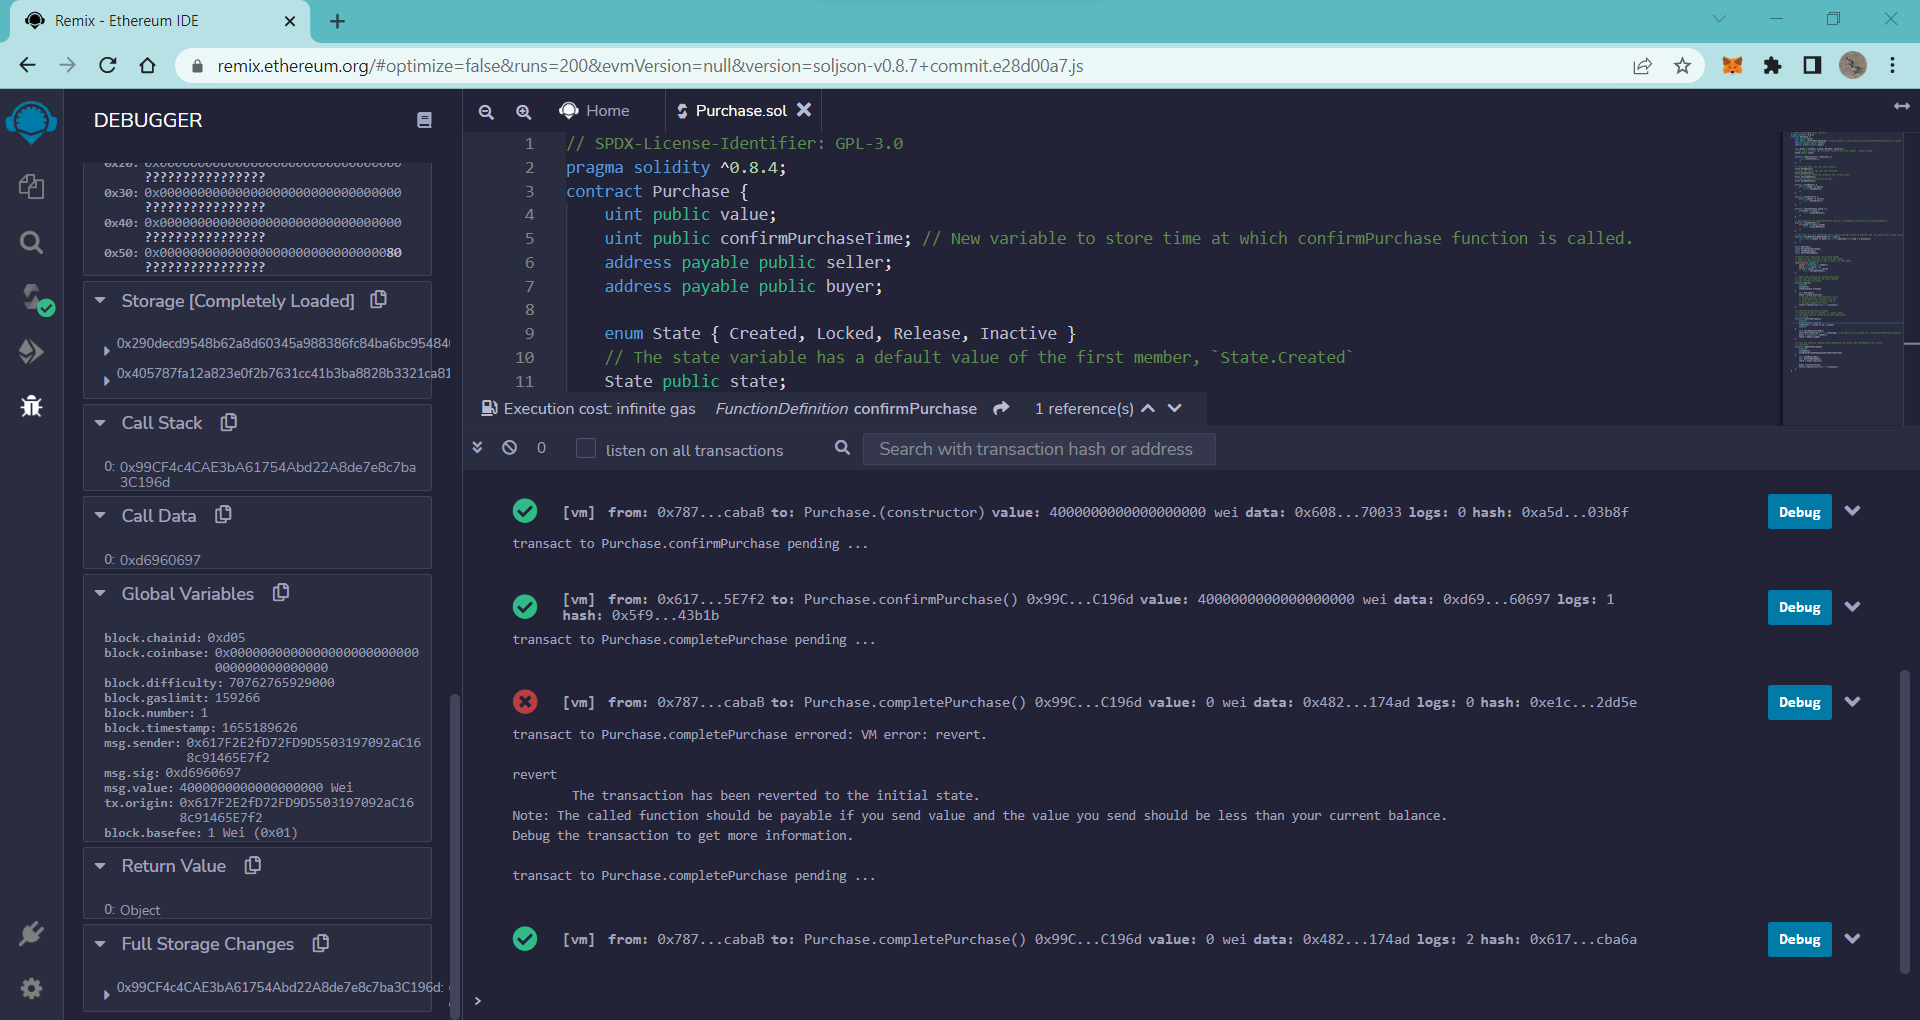 Remix - Ethereum IDE
remix.ethereum.org/#optimize=false&runs=200&evmVersion=null&version=soljson-v0.8.7+commit.e28d00a7.js
DEBUGGER
????????????????
0x30: 0x00000000000000000000000000000000
????????????????
0x40: 0x00000000000000000000000000000000
????????????????
0x50: 0x00000000000000000000000000000080
????????????????
Storage [Completely Loaded]
0x290decd9548b62a8d60345a988386fc84ba6bc95484
0x405787fa12a823e0f2b7631cc41b3ba8828b3321ca81
Call Stack
0: 0x99CF4c4CAE3bA61754Abd22A8de7e8c7ba
3C196d
Call Data
0: 0xd6960697
Global Variables
block.chainid: 0xd05
block.coinbase: 0x00000000000000000000000000
00000000000000
block.difficulty: 70762765929000
block.gaslimit: 159266
block.number: 1
block.timestamp: 1655189626
msg.sender: 0x617F2E2fD72FD9D5503197092aC16
8c91465E7f2
msg.sig: 0xd6960697
msg.value: 4000000000000000000 Wei
tx.origin: 0x617F2E2fD72FD9D5503197092aC16
8c91465E7f2
block.basefee: 1 Wei (0x01)
Return Value
0: Object
Full Storage Changes
0x99CF4c4CAE3bA61754Abd22A8de7e8c7ba3C196d:
Home
Purchase.sol
1 // SPDX-License-Identifier: GPL-3.0
2 pragma solidity ^0.8.4;
3 contract Purchase {
4 uint public value;
5 uint public confirmPurchaseTime; // New variable to store time at which confirmPurchase function is called.
6 address payable public seller;
7 address payable public buyer;
8
9 enum State { Created, Locked, Release, Inactive }
10 // The state variable has a default value of the first member, `State.Created`
11 State public state;
Execution cost: infinite gas FunctionDefinition confirmPurchase 1 reference(s)
0 listen on all transactions Search with transaction hash or address
[vm] from: 0x787...cabaB to: Purchase.(constructor) value: 4000000000000000000 wei data: 0x608...70033 logs: 0 hash: 0xa5d...03b8f
Debug
transact to Purchase.confirmPurchase pending ...
[vm] from: 0x617...5E7f2 to: Purchase.confirmPurchase() 0x99C...C196d value: 4000000000000000000 wei data: 0xd69...60697 logs: 1
hash: 0x5f9...43b1b
Debug
transact to Purchase.completePurchase pending ...
[vm] from: 0x787...cabaB to: Purchase.completePurchase() 0x99C...C196d value: 0 wei data: 0x482...174ad logs: 0 hash: 0xe1c...2dd5e
Debug
transact to Purchase.completePurchase errored: VM error: revert.
revert
The transaction has been reverted to the initial state.
Note: The called function should be payable if you send value and the value you send should be less than your current balance.
Debug the transaction to get more information.
transact to Purchase.completePurchase pending ...
[vm] from: 0x787...cabaB to: Purchase.completePurchase() 0x99C...C196d value: 0 wei data: 0x482...174ad logs: 2 hash: 0x617...cba6a
Debug
>